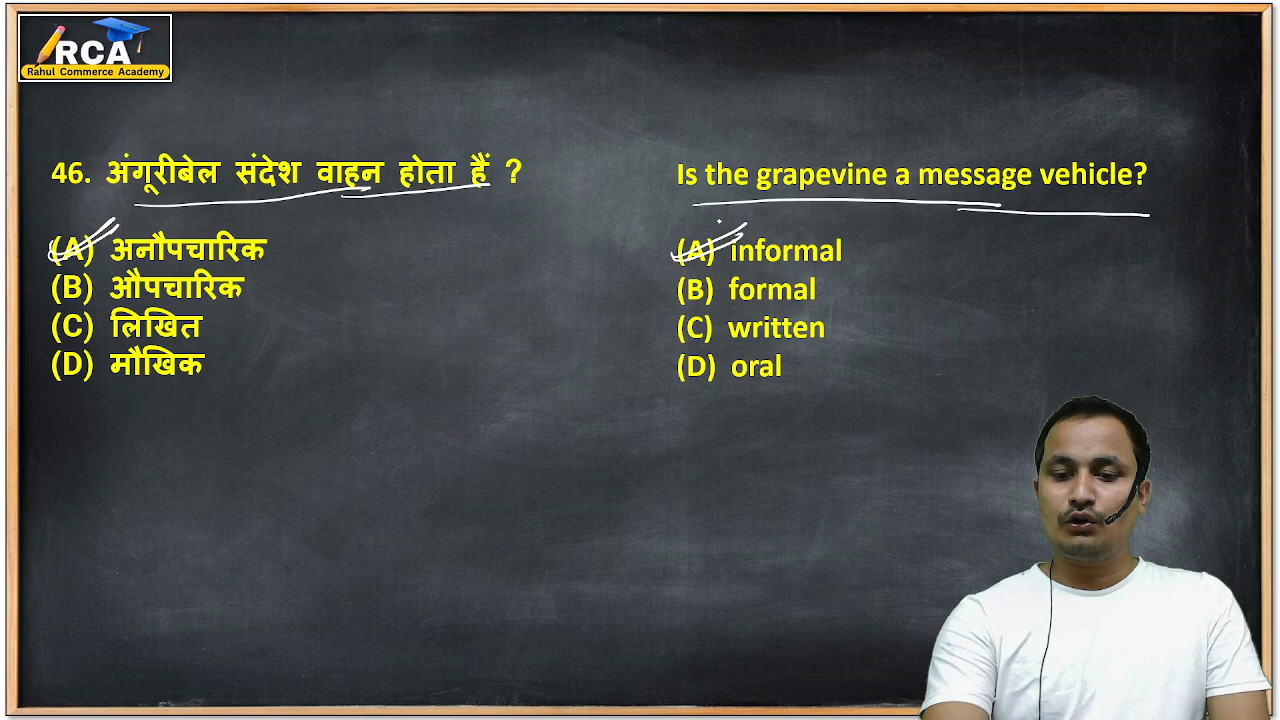 RCA
Rahul Commerce Academy
46. अंगूरीबेल संदेश वाहन होता हैं ?
(A) अनौपचारिक
(B) औपचारिक
(C) लिखित
(D) मौखिक
Is the grapevine a message vehicle?
(A) informal
(B) formal
(C) written
(D) oral